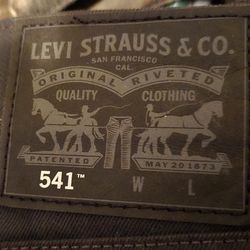 LEVI STRAUSS & CO.
SAN FRANCISCO
CAL.
ORIGINAL RIVETED
QUALITY CLOTHING
PATENTED MAY 20 1873
541™ W L